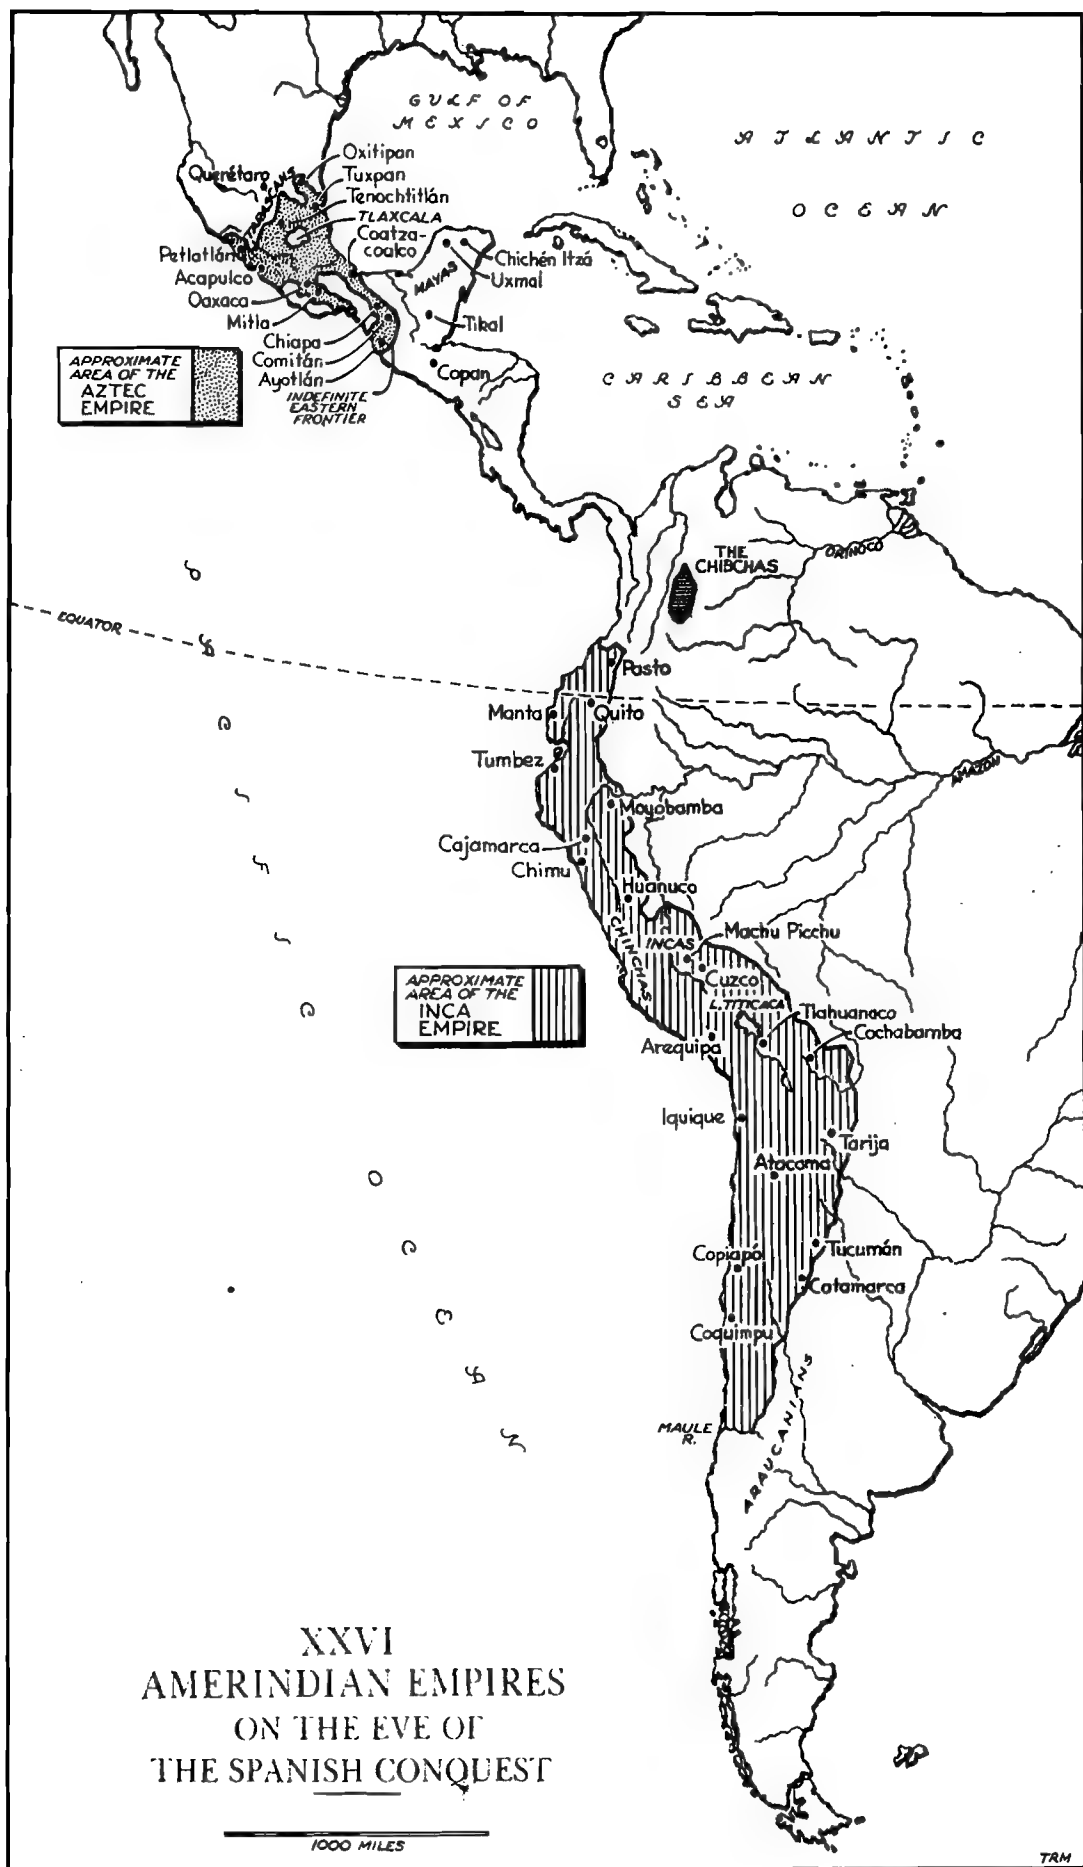 GULF OF
MEXICO
ATLANTIC
OCEAN
Oxitipan
Querétaro
TARASCANS
Tuxpan
Tenochtitlán
TLAXCALA
Coatza-
coalco
Petlatlán
Acapulco
Oaxaca
Mitla
Chiapa
Comitán
Ayotlán
INDEFINITE
EASTERN
FRONTIER
MAYAS
Chichén Itzá
Uxmal
Tikal
Copan
APPROXIMATE
AREA OF THE
AZTEC
EMPIRE
CARIBBEAN
SEA
THE
CHIBCHAS
ORINOCO
EQUATOR
PACIFIC
OCEAN
Pasto
Manta
Quito
Tumbez
AMAZON
Moyobamba
Cajamarca
Chimu
Huanuco
CHINCHAS
INCAS
Machu Picchu
Cuzco
L. TITICACA
Tlahuanaco
Cochabamba
Arequipa
APPROXIMATE
AREA OF THE
INCA
EMPIRE
Iquique
Tarija
Atacama
Tucumán
Copiapó
Catamarca
Coquimpu
MAULE
R.
ARAUCANIANS
XXVI
AMERINDIAN EMPIRES
ON THE EVE OF
THE SPANISH CONQUEST
1000 MILES
TRM